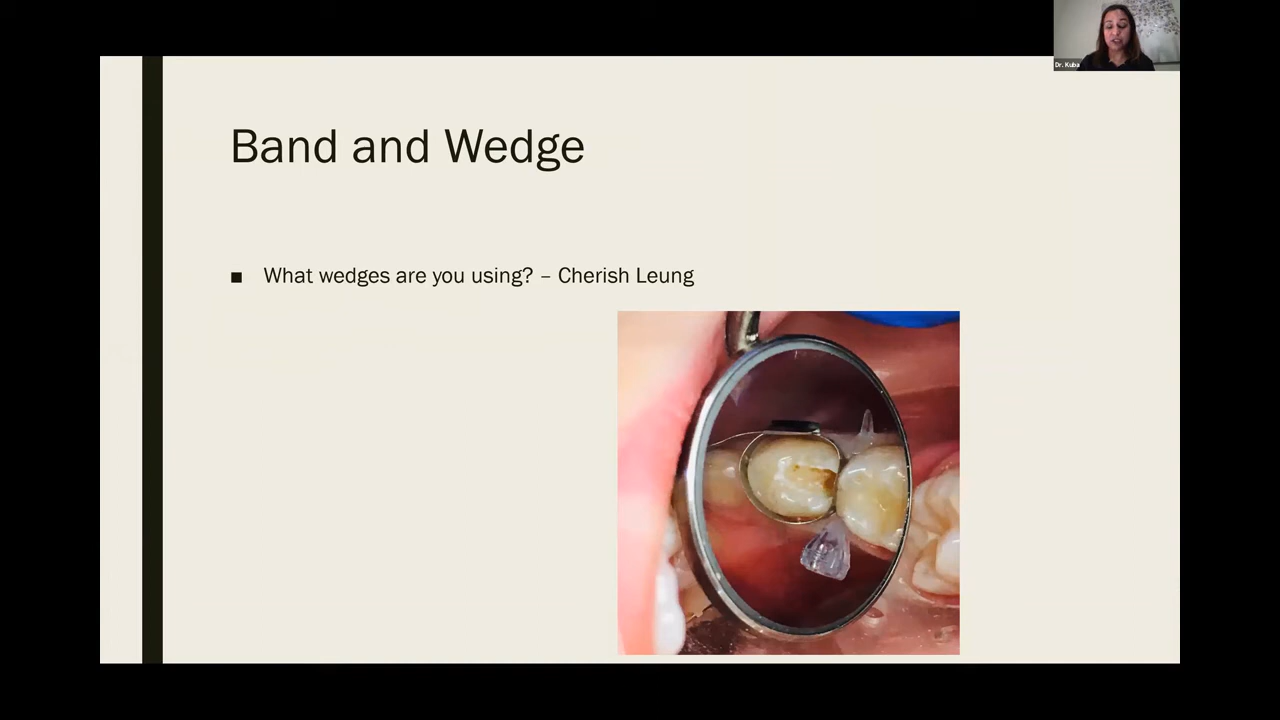 Dr. Kuba
Band and Wedge
■ What wedges are you using? – Cherish Leung